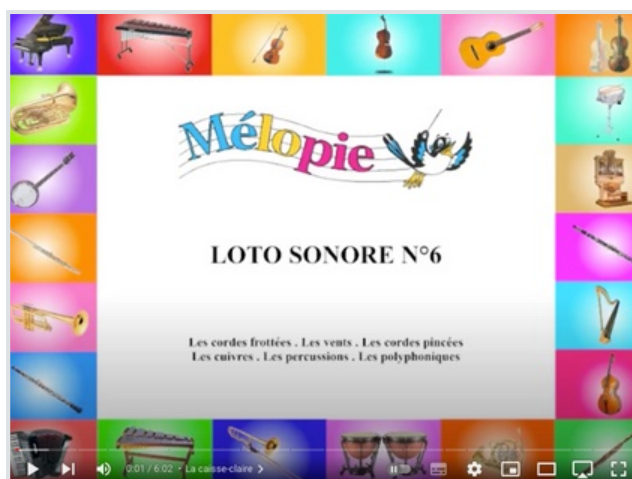 Mélopie
LOTO SONORE N°6
Les cordes frottées . Les vents . Les cordes pincées
Les cuivres . Les percussions . Les polyphoniques
0:01 / 6:02 • La caisse-claire >